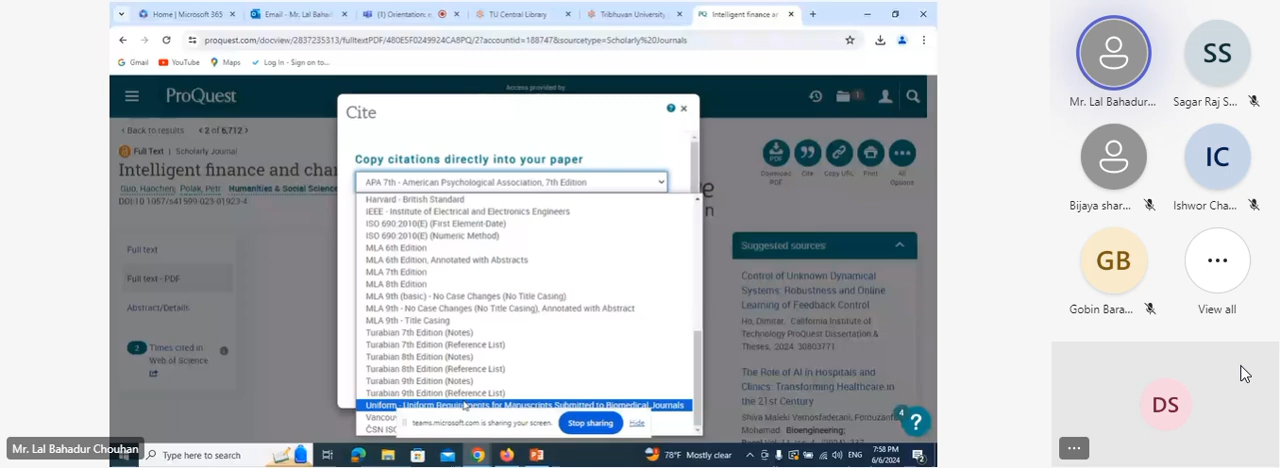 Home | Microsoft 365
Email - Mr. Lal Bahad
(1) Orientation: e
TU Central Library
Tribhuvan University
Intelligent finance an
proquest.com/docview/2837235313/fulltextPDF/480E5F0249924CA8PQ/2?accountid=188747&sourcetype=Scholarly%20Journals
Gmail
YouTube
Maps
Log In - Sign on to...
ProQuest
Access provided by
1
Back to results
2 of 6,712
Full Text | Scholarly Journal
Intelligent finance and chan
Guo, Haochen; Polak, Petr
Humanities & Social Science
DOI:10.1057/s41599-023-01923-4
Full text
Full text - PDF
Abstract/Details
2 Times cited in
Web of Science
Cite
Copy citations directly into your paper
APA 7th - American Psychological Association, 7th Edition
Harvard - British Standard
IEEE - Institute of Electrical and Electronics Engineers
ISO 690:2010(E) (First Element-Date)
ISO 690:2010(E) (Numeric Method)
MLA 6th Edition
MLA 6th Edition, Annotated with Abstracts
MLA 7th Edition
MLA 8th Edition
MLA 9th (basic) - No Case Changes (No Title Casing)
MLA 9th - No Case Changes (No Title Casing), Annotated with Abstract
MLA 9th - Title Casing
Turabian 7th Edition (Notes)
Turabian 7th Edition (Reference List)
Turabian 8th Edition (Notes)
Turabian 8th Edition (Reference List)
Turabian 9th Edition (Notes)
Turabian 9th Edition (Reference List)
Uniform - Uniform Requirements for Manuscripts Submitted to Biomedical Journals
Vancou
ČSN ISO
teams.microsoft.com is sharing your screen.
Stop sharing
Hide
Download PDF
Cite
Copy URL
Print
All Options
Suggested sources
Control of Unknown Dynamical
Systems: Robustness and Online
Learning of Feedback Control
Ho, Dimitar. California Institute of
Technology ProQuest Dissertation &
Theses, 2024. 30803771
The Role of AI in Hospitals and
Clinics: Transforming Healthcare in
the 21st Century
Bioengineering;
4
?
Type here to search
78°F Mostly clear
ENG
7:58 PM
6/6/2024
2
Mr. Lal Bahadur Chouhan
SS
Mr. Lal Bahadur...
Sagar Raj S...
IC
Bijaya shar...
Ishwor Cha...
GB
Gobin Bara...
View all
DS